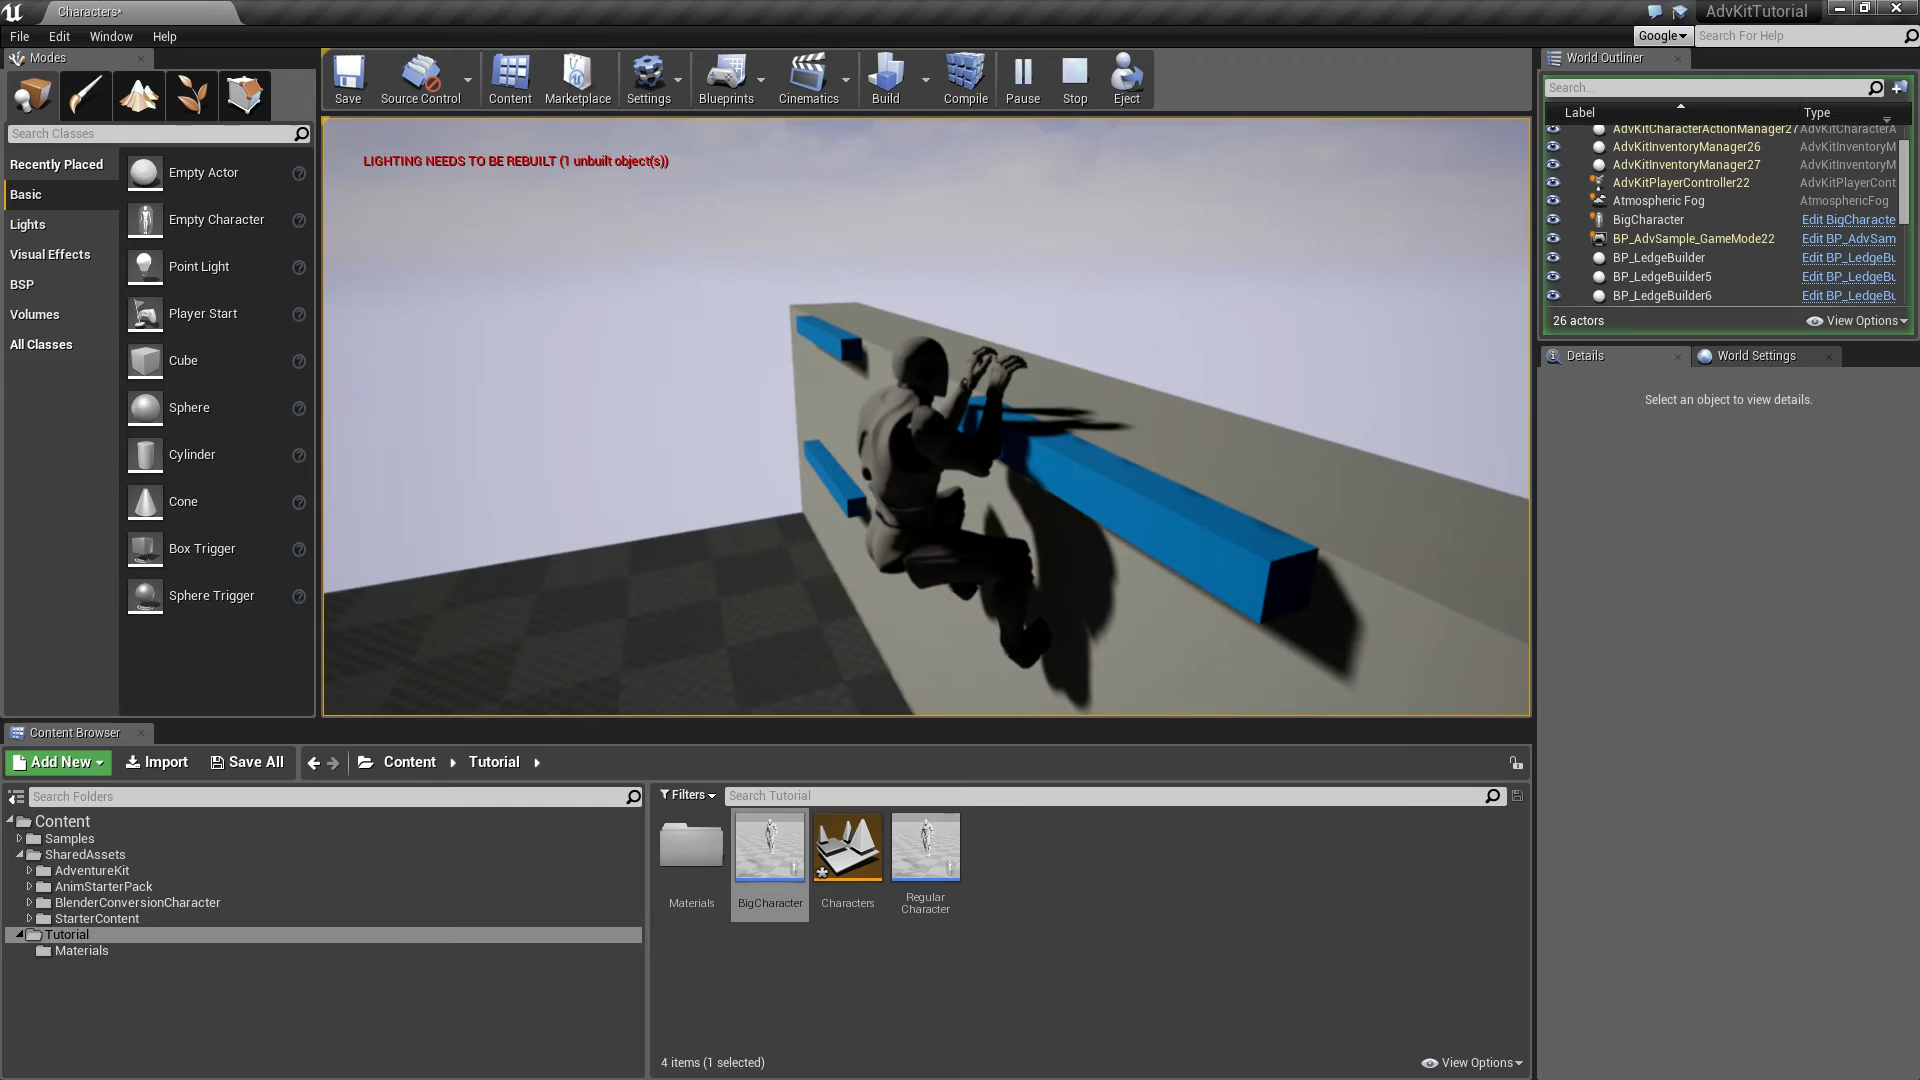 Characters*
AdvKitTutorial
File Edit Window Help
Google
Search For Help
Modes
Search Classes
Recently Placed
Basic
Lights
Visual Effects
BSP
Volumes
All Classes
Empty Actor
Empty Character
Point Light
Player Start
Cube
Sphere
Cylinder
Cone
Box Trigger
Sphere Trigger
Save
Source Control
Content
Marketplace
Settings
Blueprints
Cinematics
Build
Compile
Pause
Stop
Eject
LIGHTING NEEDS TO BE REBUILT (1 unbuilt object(s))
World Outliner
Search...
Label Type
AdvKitCharacterActionManager27 AdvKitCharacterA
AdvKitInventoryManager26 AdvKitInventoryM
AdvKitInventoryManager27 AdvKitInventoryM
AdvKitPlayerController22 AdvKitPlayerCont
Atmospheric Fog AtmosphericFog
BigCharacter Edit BigCharacte
BP_AdvSample_GameMode22 Edit BP_AdvSam
BP_LedgeBuilder Edit BP_LedgeBu
BP_LedgeBuilder5 Edit BP_LedgeBu
BP_LedgeBuilder6 Edit BP_LedgeBu
26 actors
View Options
Details
World Settings
Select an object to view details.
Content Browser
Add New
Import
Save All
Content
Tutorial
Search Folders
Content
Samples
SharedAssets
AdventureKit
AnimStarterPack
BlenderConversionCharacter
StarterContent
Tutorial
Materials
Filters
Search Tutorial
Materials
BigCharacter
Characters
Regular
Character
4 items (1 selected)
View Options